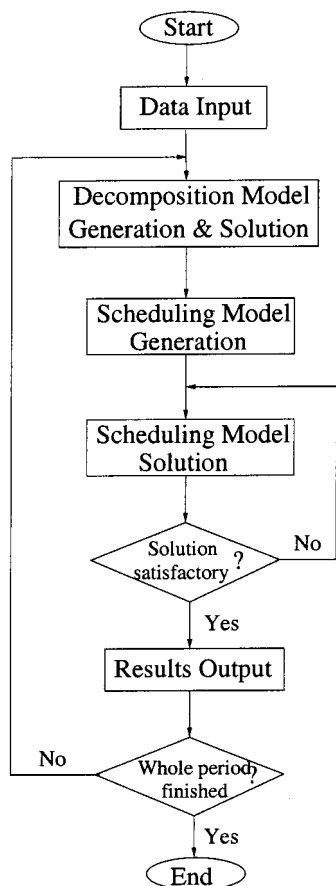 Start
Data Input
Decomposition Model
Generation & Solution
Scheduling Model
Generation
Scheduling Model
Solution
Solution
satisfactory ?
No
Yes
Results Output
No
Whole period
finished ?
Yes
End